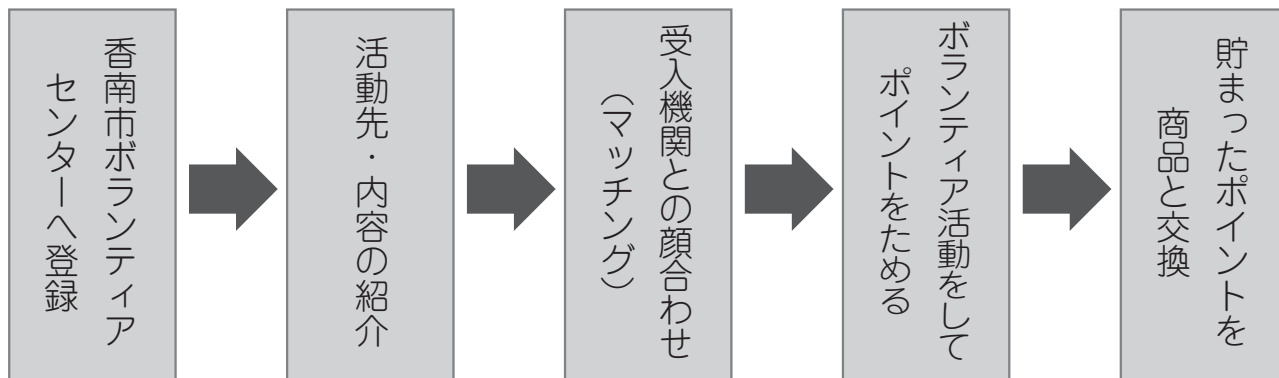 香南市ボランティア
センターへ登録
活動先・内容の紹介
受入機関との顔合わせ
（マッチング）
ボランティア活動をして
ポイントをためる
貯まったポイントを
商品と交換